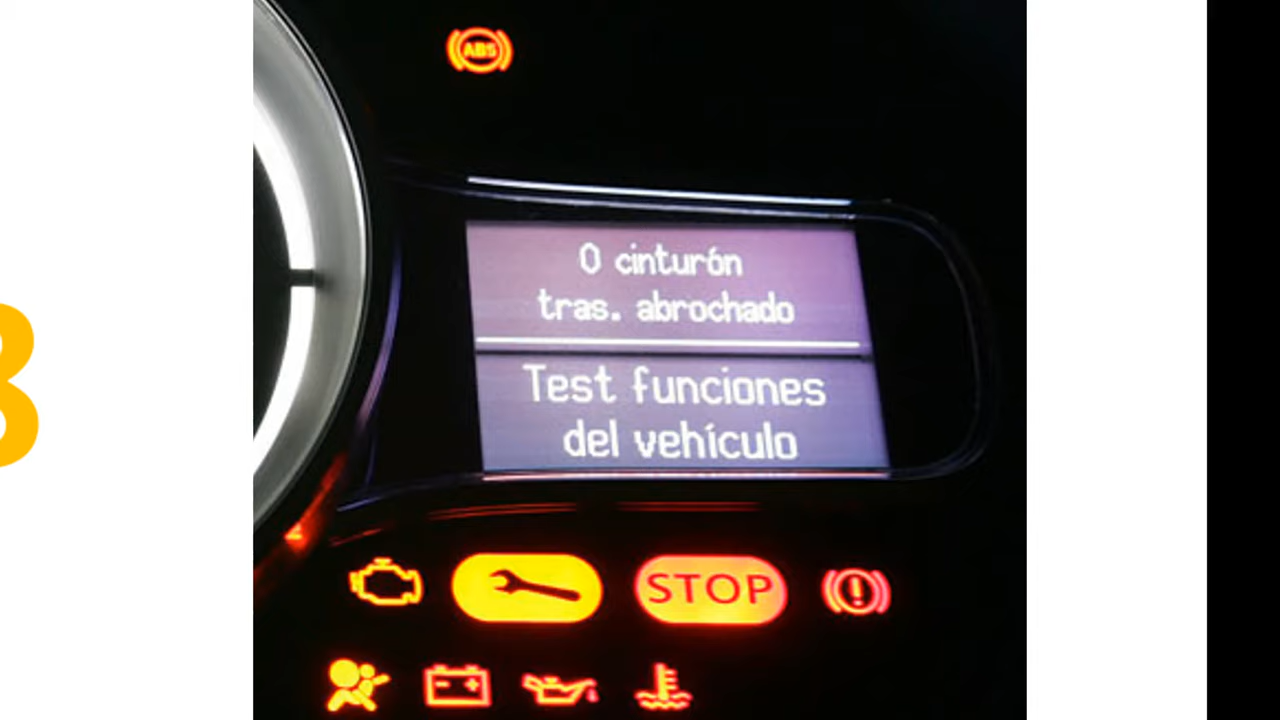 ABS
0 cinturón
tras. abrochado
Test funciones
del vehículo
STOP